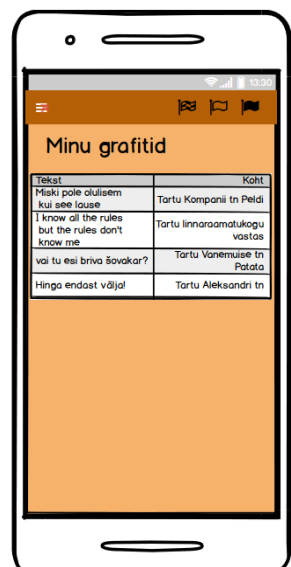 13:30
Minu grafitid
Tekst Koht
Miski pole olulisem
kui see lause
Tartu Kompanii tn Peldi
I know all the rules
but the rules don't
know me
Tartu linnaraamatukogu
vastas
vai tu esi briva šovakar?
Tartu Vanemuise tn
Patata
Hinga endast välja!
Tartu Aleksandri tn